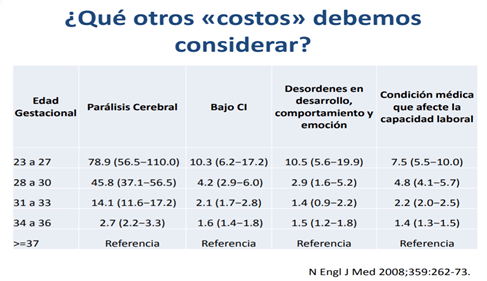 ¿Qué otros «costos» debemos
considerar?
Edad
Gestacional
Parálisis Cerebral
Bajo CI
Desordenes en
desarrollo,
comportamiento y
emoción
Condición médica
que afecte la
capacidad laboral
23 a 27 78.9 (56.5–110.0) 10.3 (6.2–17.2) 10.5 (5.6–19.9) 7.5 (5.5–10.0)
28 a 30 45.8 (37.1–56.5) 4.2 (2.9–6.0) 2.9 (1.6–5.2) 4.8 (4.1–5.7)
31 a 33 14.1 (11.6–17.2) 2.1 (1.7–2.8) 1.4 (0.9–2.2) 2.2 (2.0–2.5)
34 a 36 2.7 (2.2–3.3) 1.6 (1.4–1.8) 1.5 (1.2–1.8) 1.4 (1.3–1.5)
>=37 Referencia Referencia Referencia Referencia
N Engl J Med 2008;359:262-73.